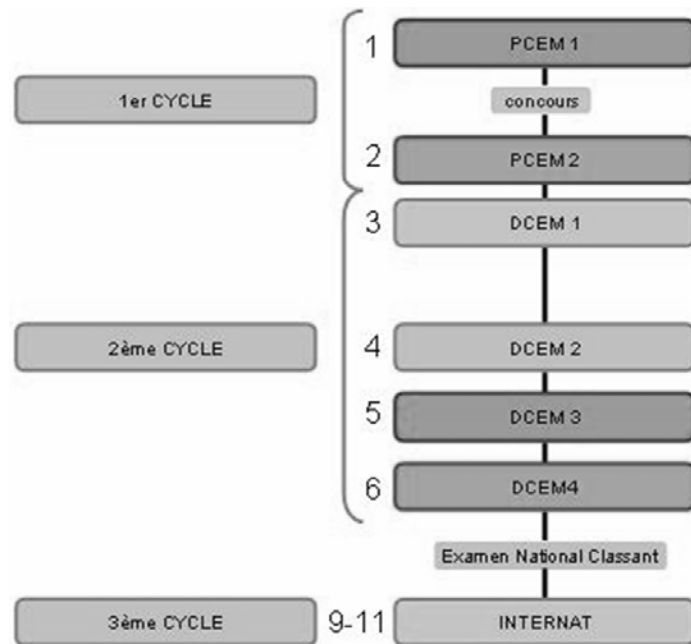 1 PCEM 1
1er CYCLE
concours
2 PCEM 2
3 DCEM 1
2ème CYCLE
4 DCEM 2
5 DCEM 3
6 DCEM4
Examen National Classant
3ème CYCLE 9-11 INTERNAT